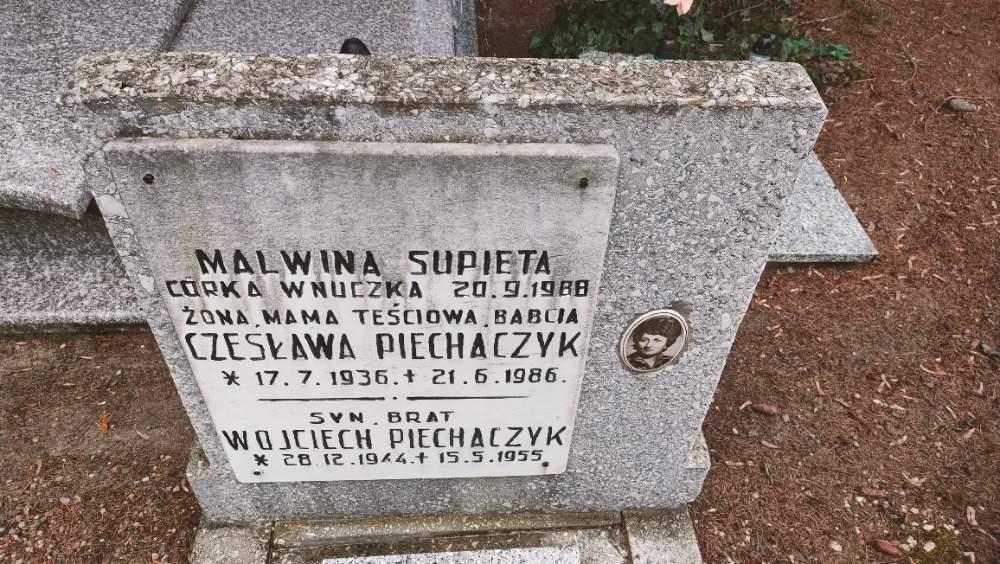 MALWINA SUPIETA
CÓRKA WNUCZKA 20.9.1988
ŻONA, MAMA TEŚCIOWA, BABCIA
CZESŁAWA PIECHACZYK
* 17.7.1936.+ 21.6.1986.
SYN. BRAT
WOJCIECH PIECHACZYK
* 28.12.1944.+ 15.5.1955